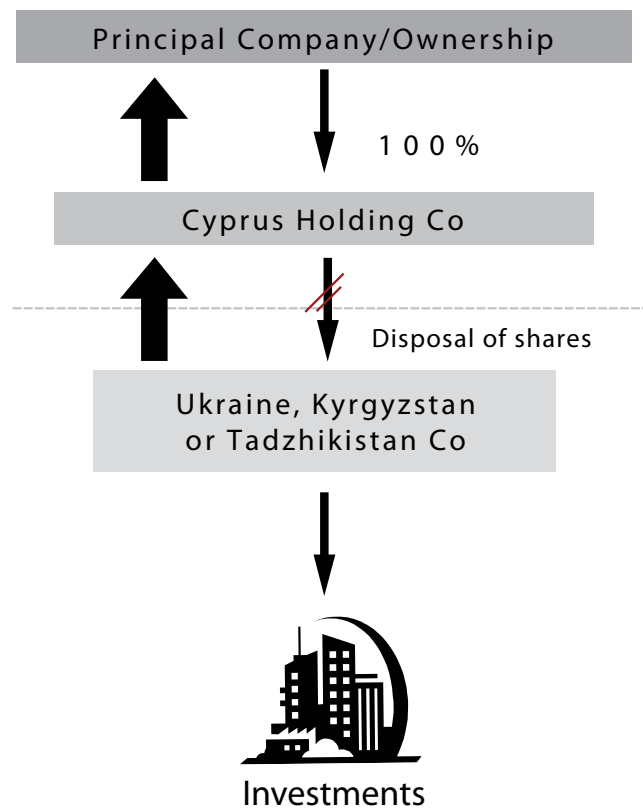 Principal Company/Ownership
100%
Cyprus Holding Co
Disposal of shares
Ukraine, Kyrgyzstan
or Tadzhikistan Co
Investments